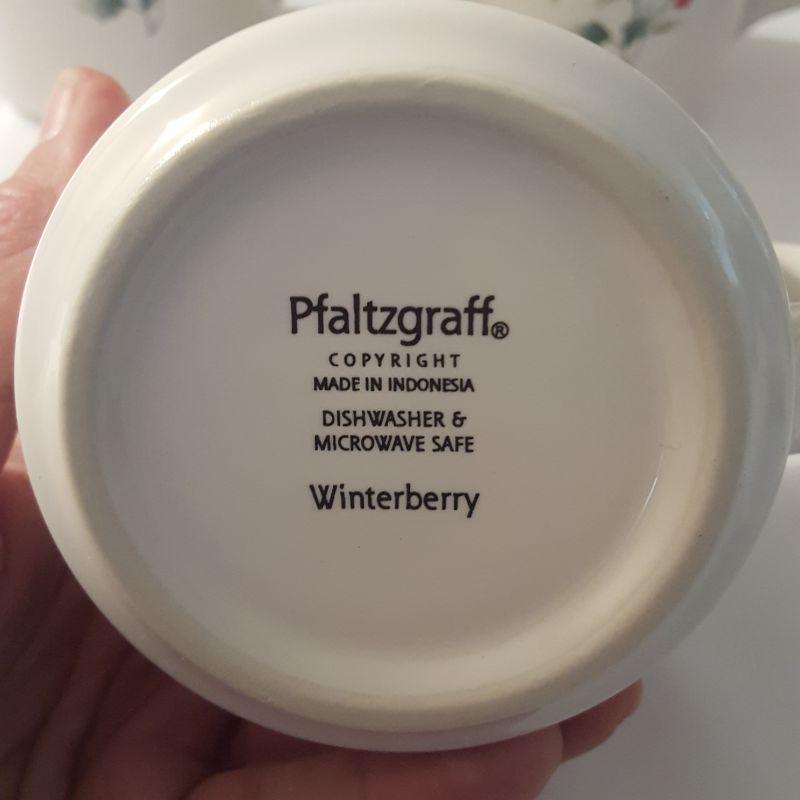 Pfaltzgraff®
COPYRIGHT
MADE IN INDONESIA
DISHWASHER &
MICROWAVE SAFE
Winterberry